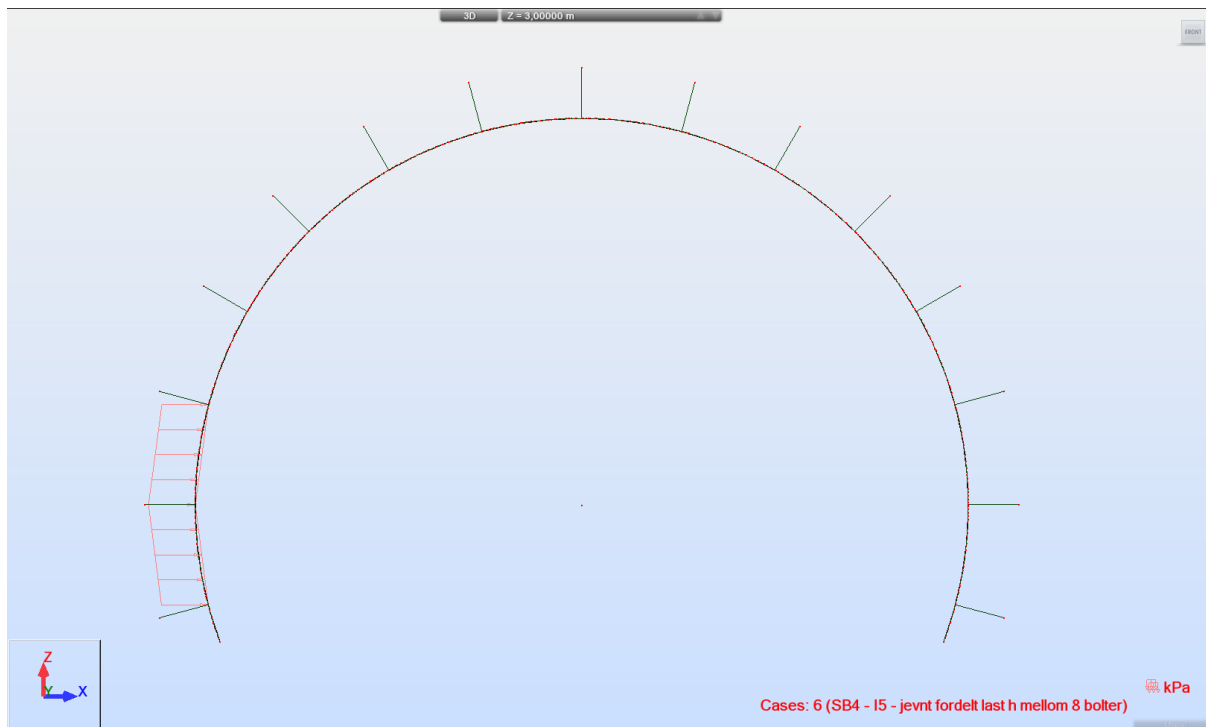 3D
Z = 3,00000 m
FRONT
Z
Y
X
kPa
Cases: 6 (SB4 - I5 - jevnt fordelt last h mellom 8 bolter)